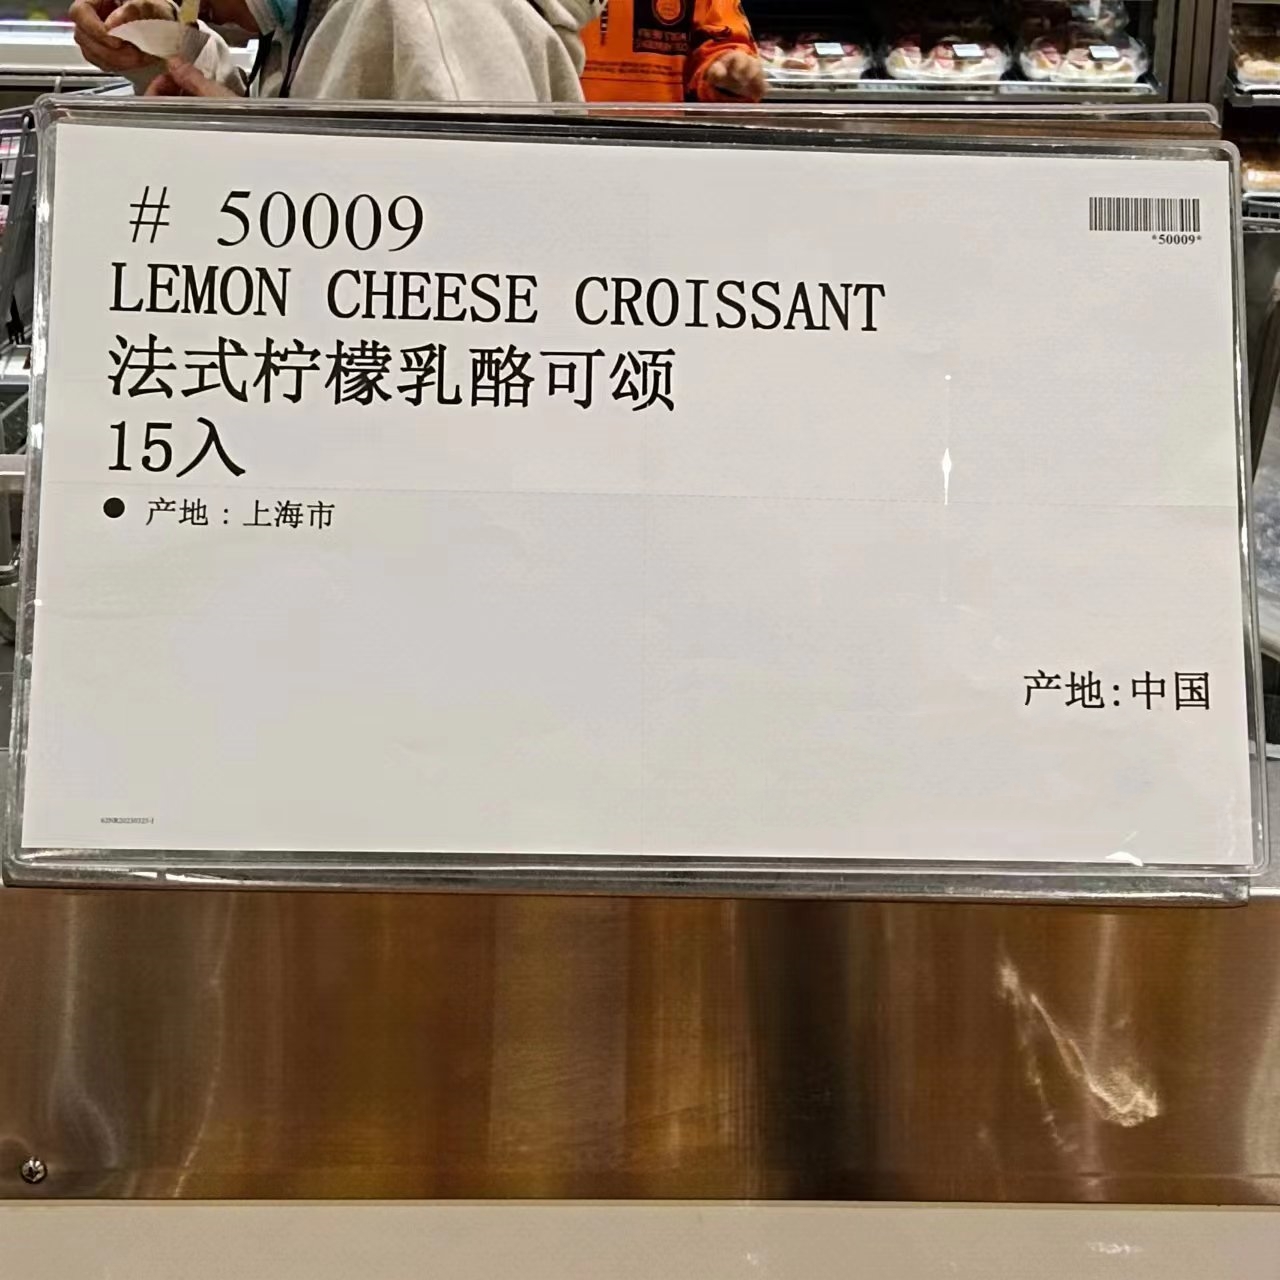 # 50009
*50009*
LEMON CHEESE CROISSANT
法式柠檬乳酪可颂
15入
● 产地：上海市
产地:中国